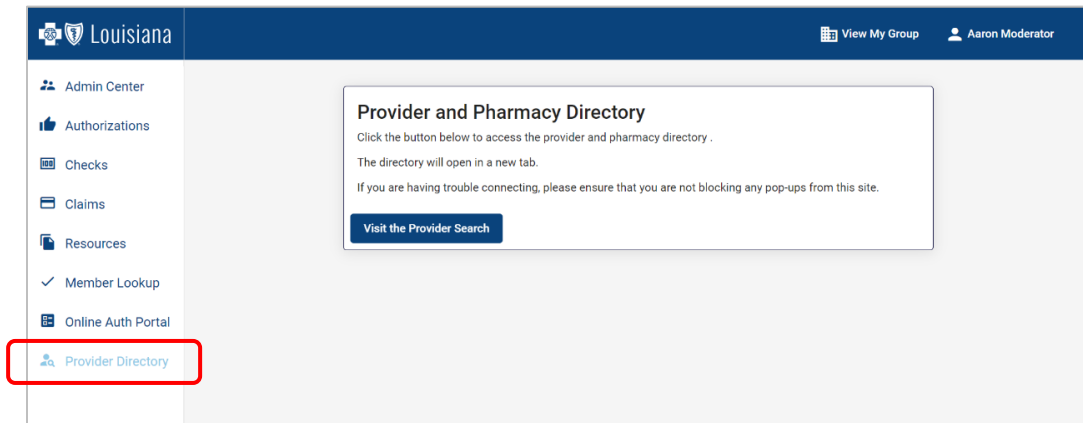 Louisiana
View My Group
Aaron Moderator
Admin Center
Authorizations
Checks
Claims
Resources
Member Lookup
Online Auth Portal
Provider Directory
Provider and Pharmacy Directory
Click the button below to access the provider and pharmacy directory .
The directory will open in a new tab.
If you are having trouble connecting, please ensure that you are not blocking any pop-ups from this site.
Visit the Provider Search